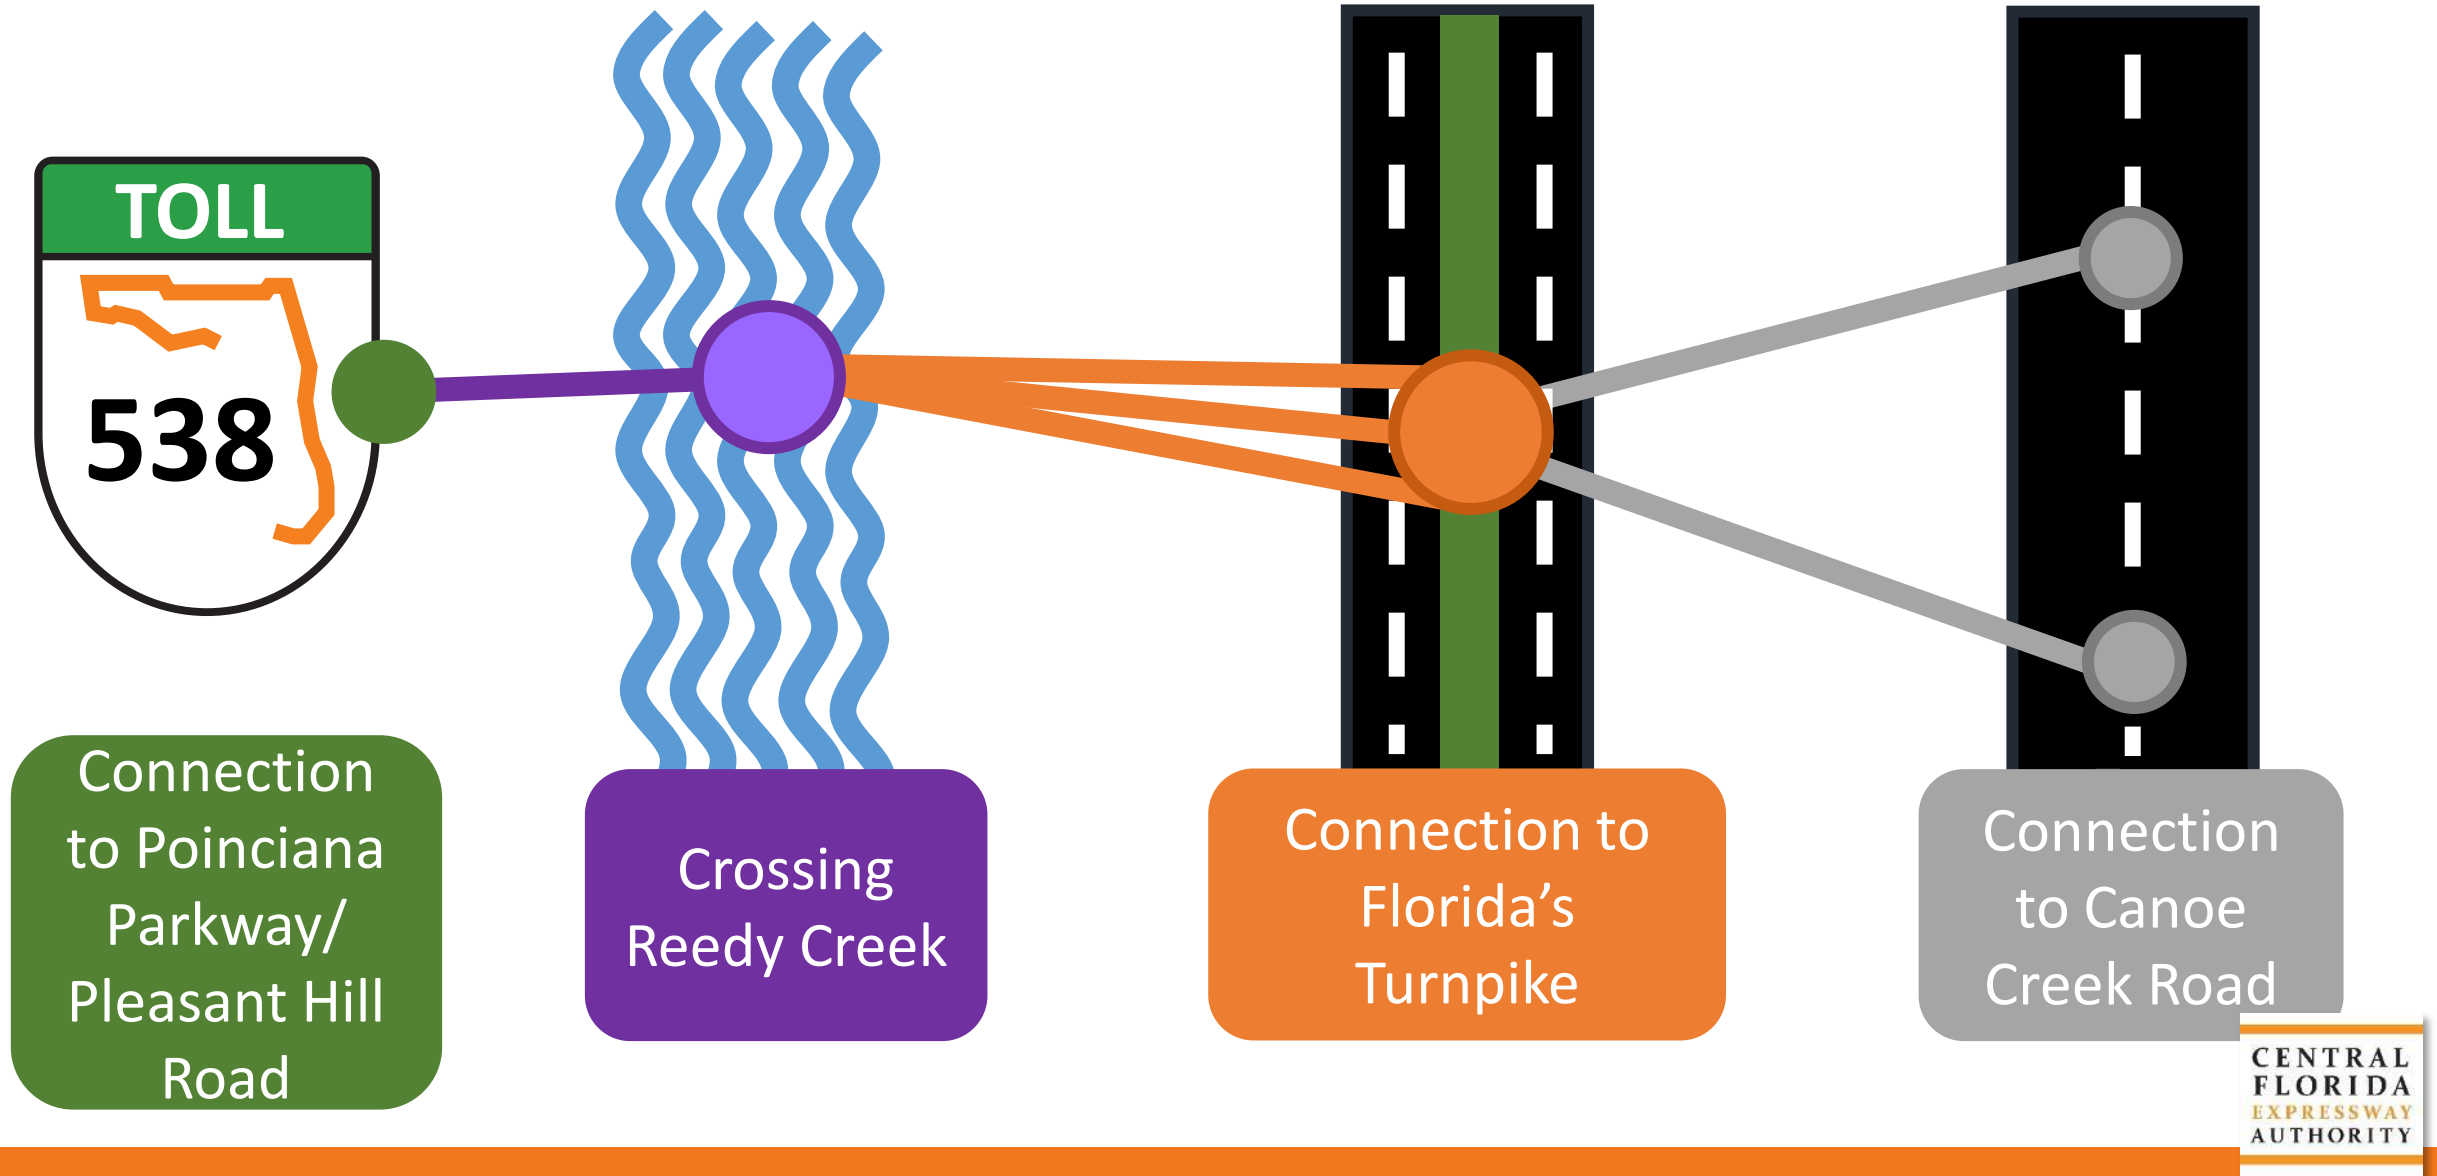 TOLL
538
Connection
to Poinciana
Parkway/
Pleasant Hill
Road
Crossing
Reedy Creek
Connection to
Florida’s
Turnpike
Connection
to Canoe
Creek Road
CENTRAL
FLORIDA
EXPRESSWAY
AUTHORITY